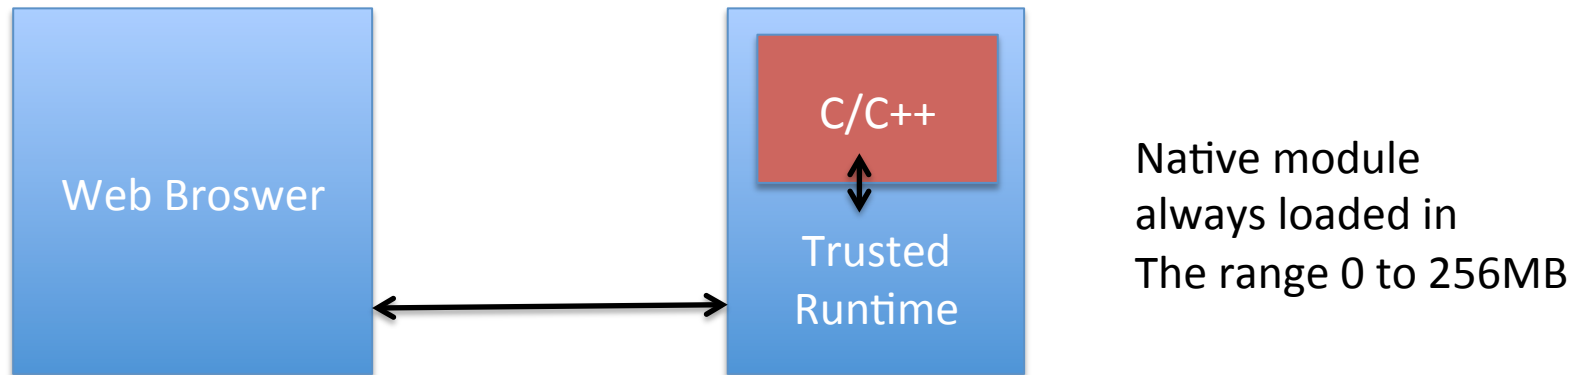 Web Broswer
C/C++
Trusted
Runtime
Native module
always loaded in
The range 0 to 256MB